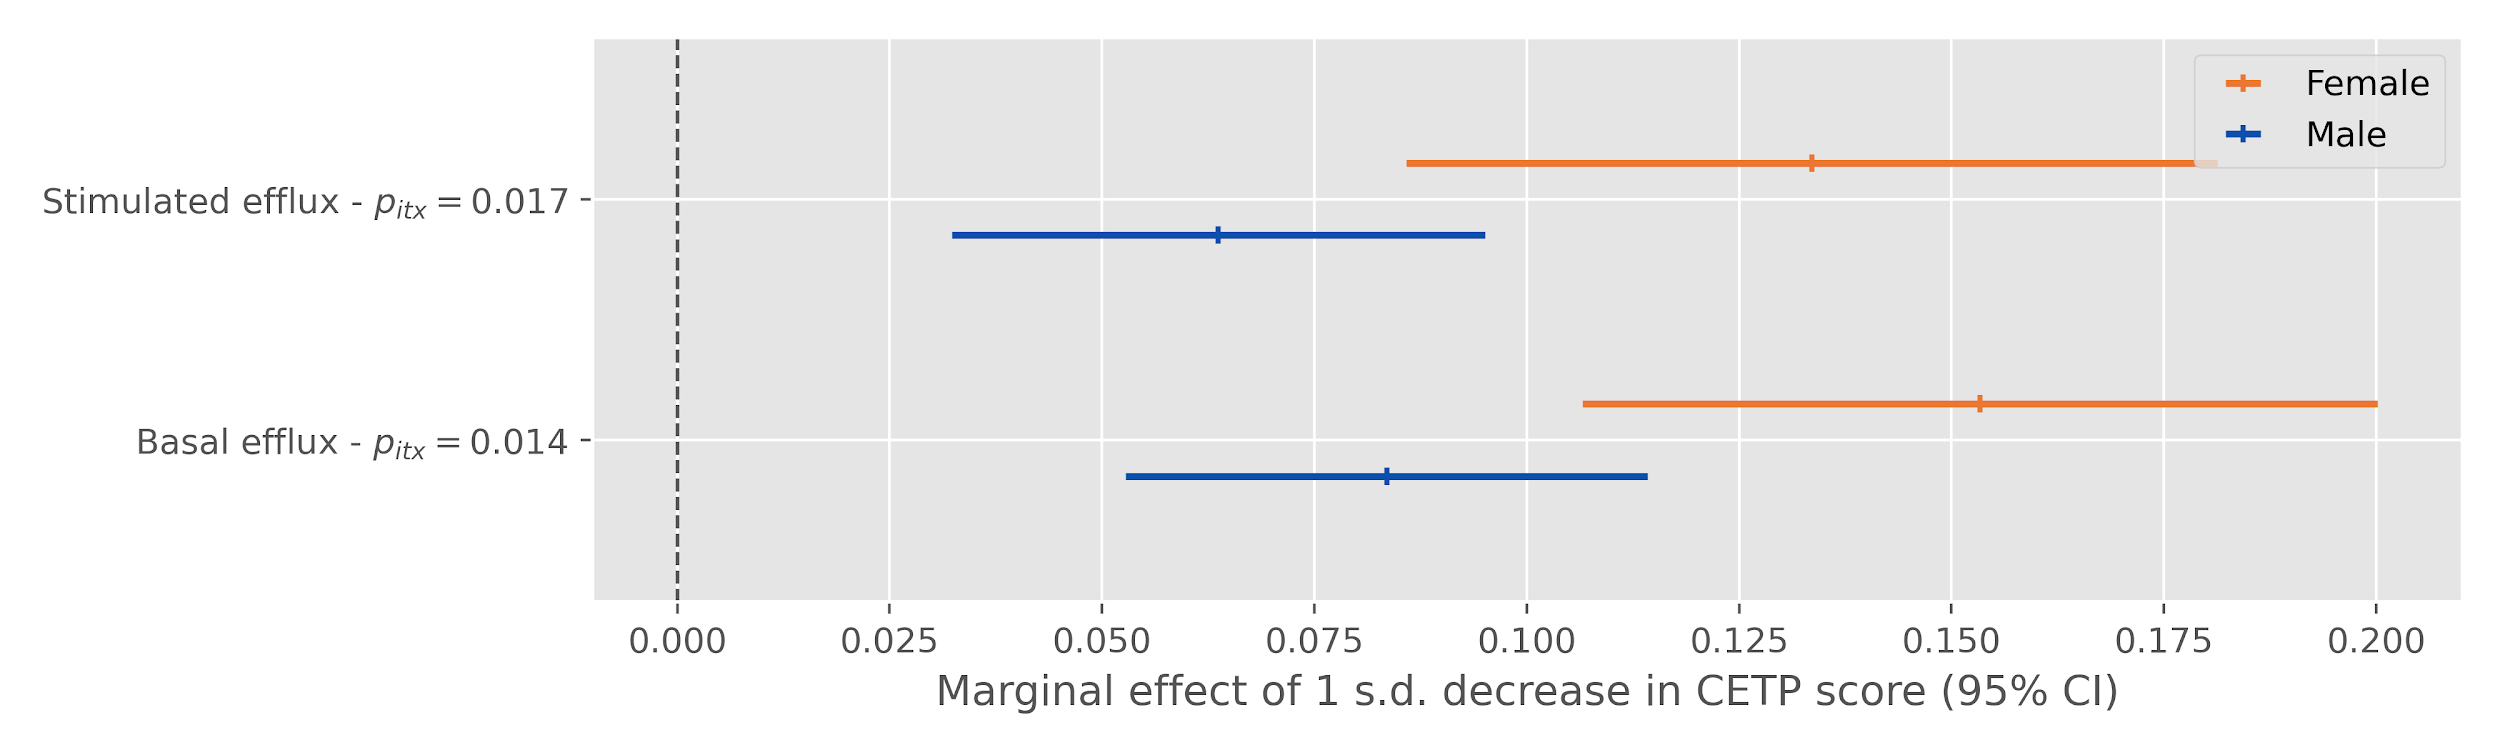 Female
Male
Stimulated efflux - pitx = 0.017
Basal efflux - pitx = 0.014
0.000 0.025 0.050 0.075 0.100 0.125 0.150 0.175 0.200
Marginal effect of 1 s.d. decrease in CETP score (95% CI)